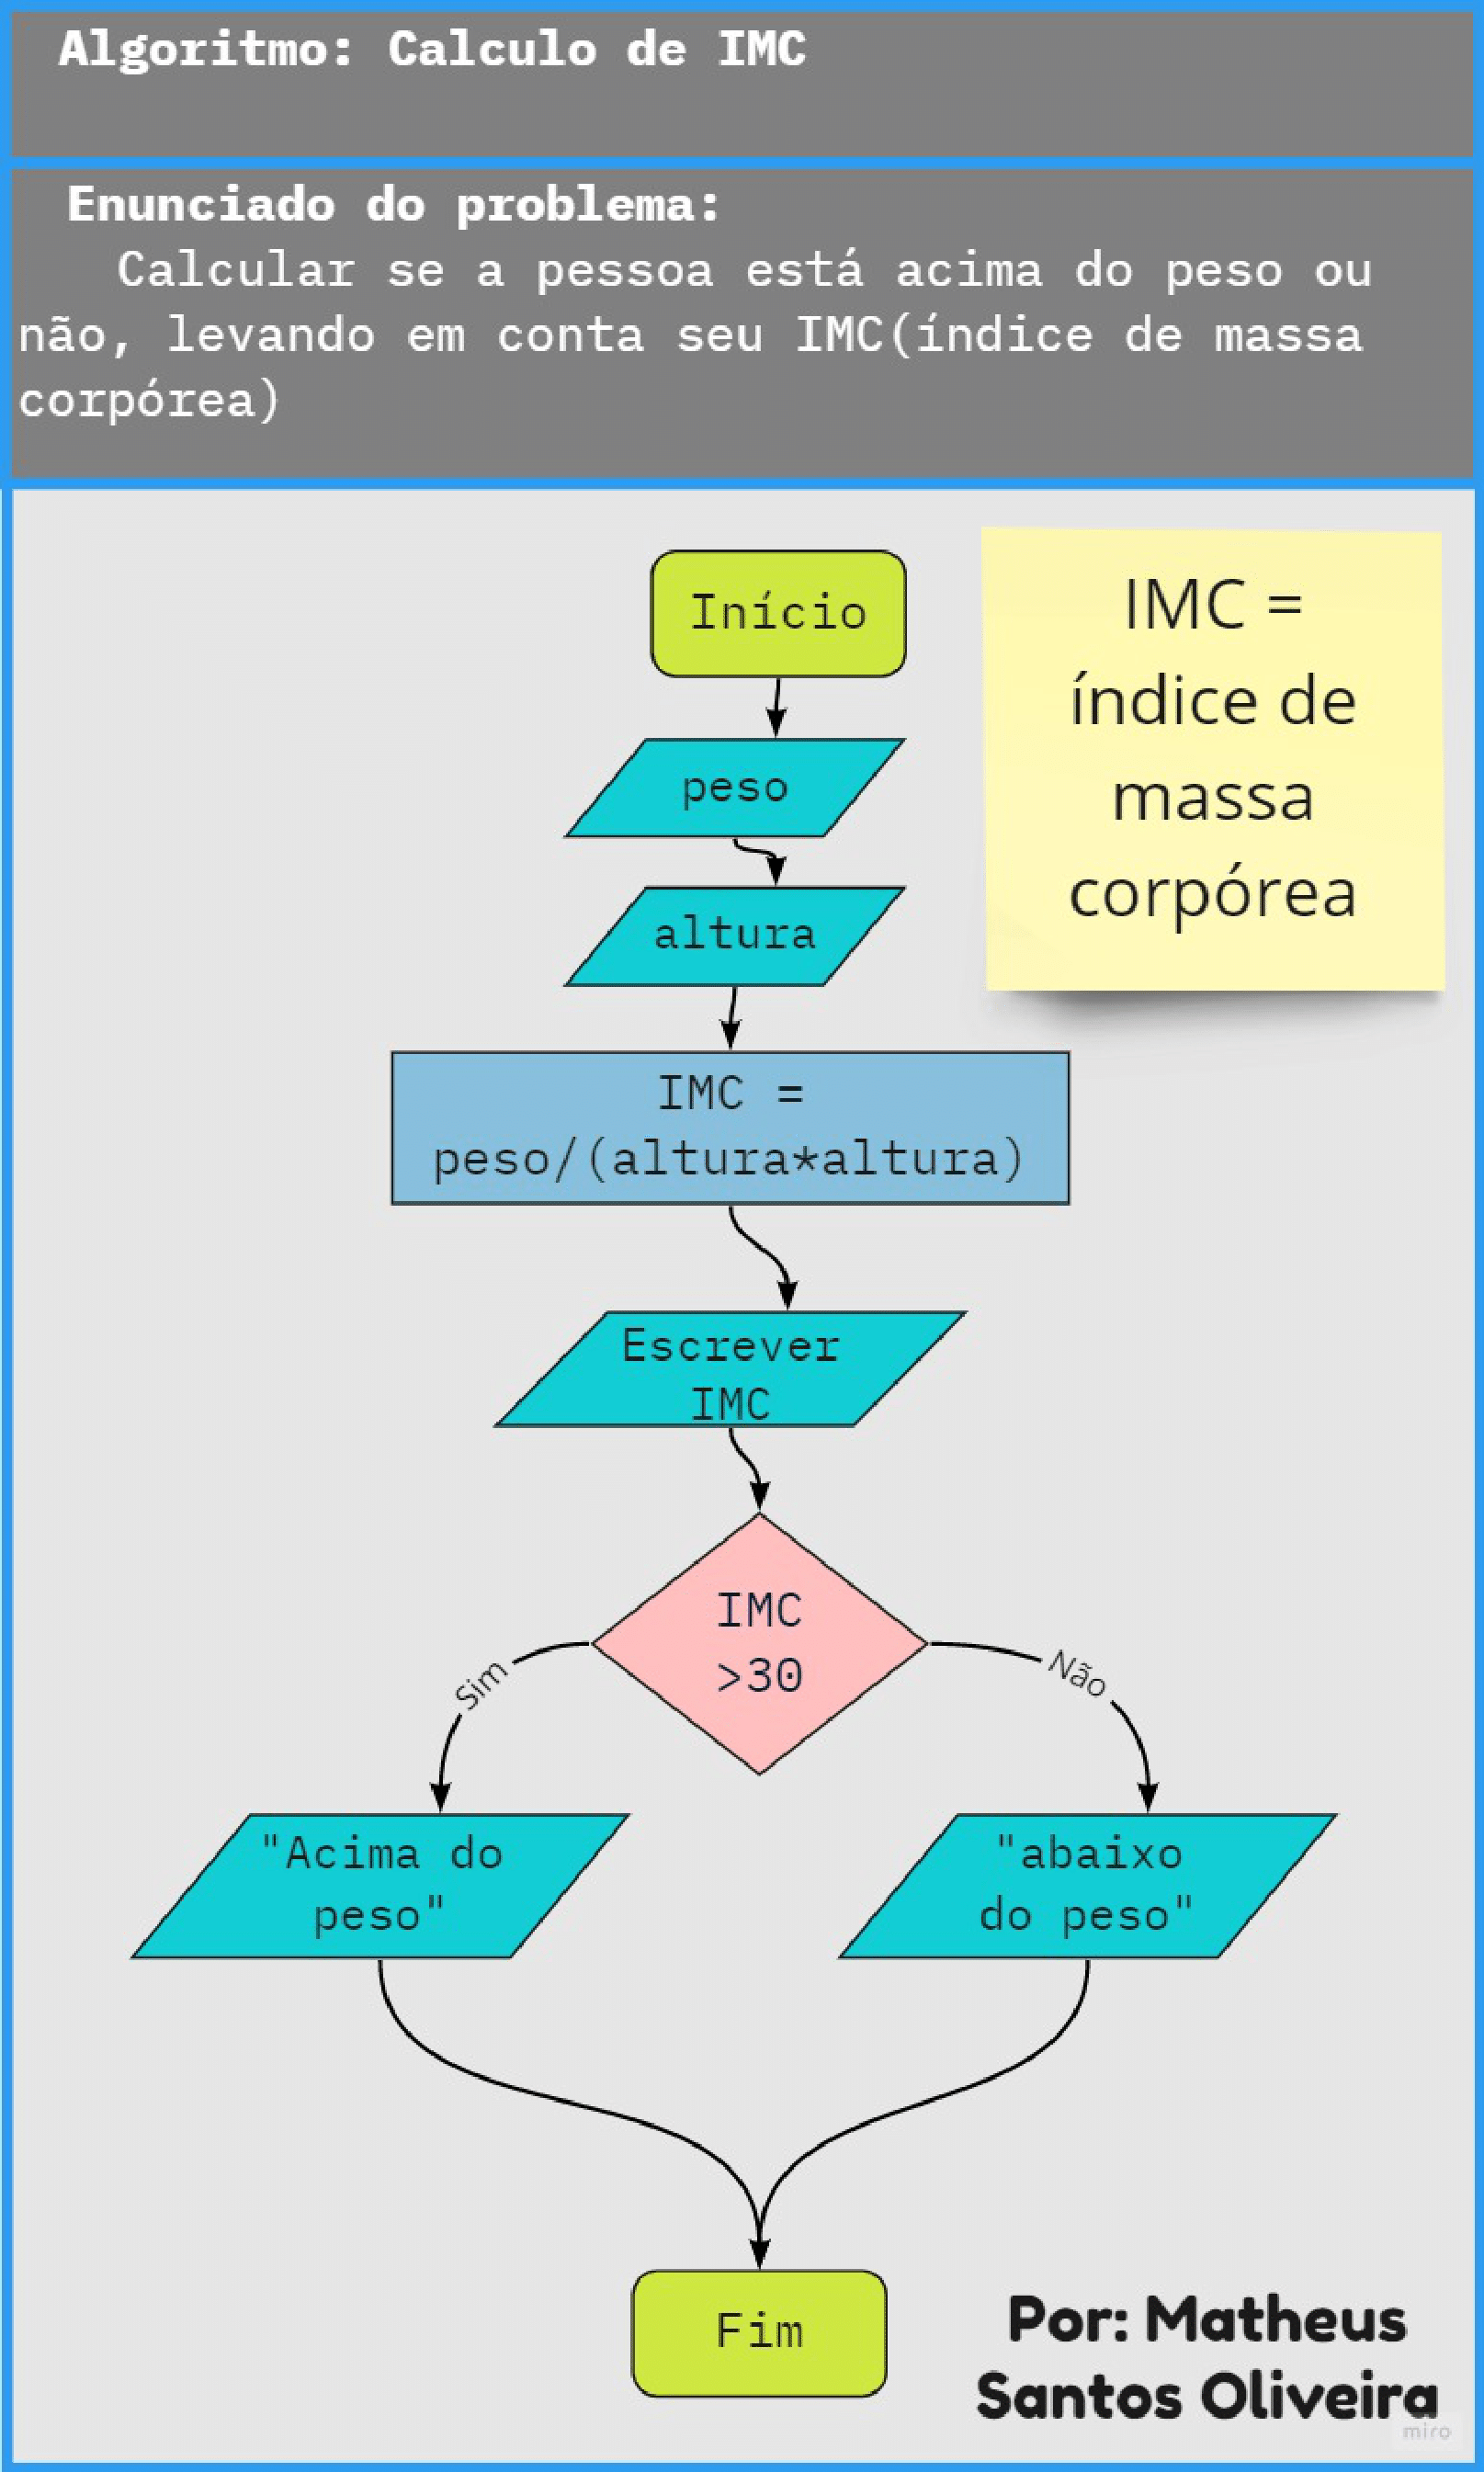 Algoritmo: Calculo de IMC
Enunciado do problema:
Calcular se a pessoa está acima do peso ou
não, levando em conta seu IMC(índice de massa
corpórea)
Início
IMC =
índice de
massa
corpórea
peso
altura
IMC =
peso/(altura*altura)
Escrever
IMC
IMC
>30
Sim
Não
"Acima do
peso"
"abaixo
do peso"
Fim
Por: Matheus
Santos Oliveira
miro